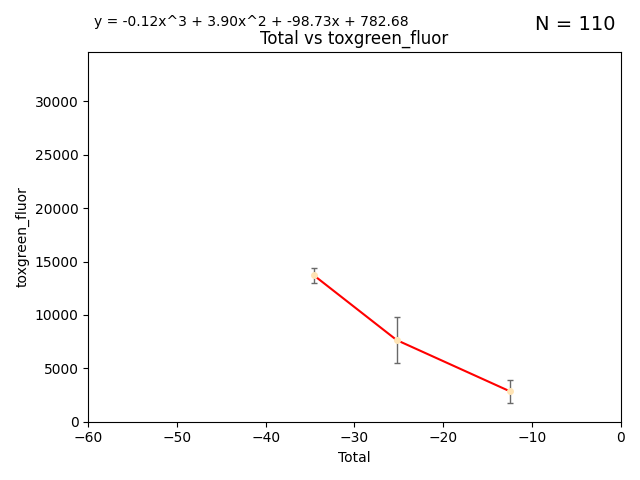 y = -0.12x^3 + 3.90x^2 + -98.73x + 782.68
N = 110
Total vs toxgreen_fluor
toxgreen_fluor
30000
25000
20000
15000
10000
5000
0
−60
−50
−40
−30
−20
−10
0
Total